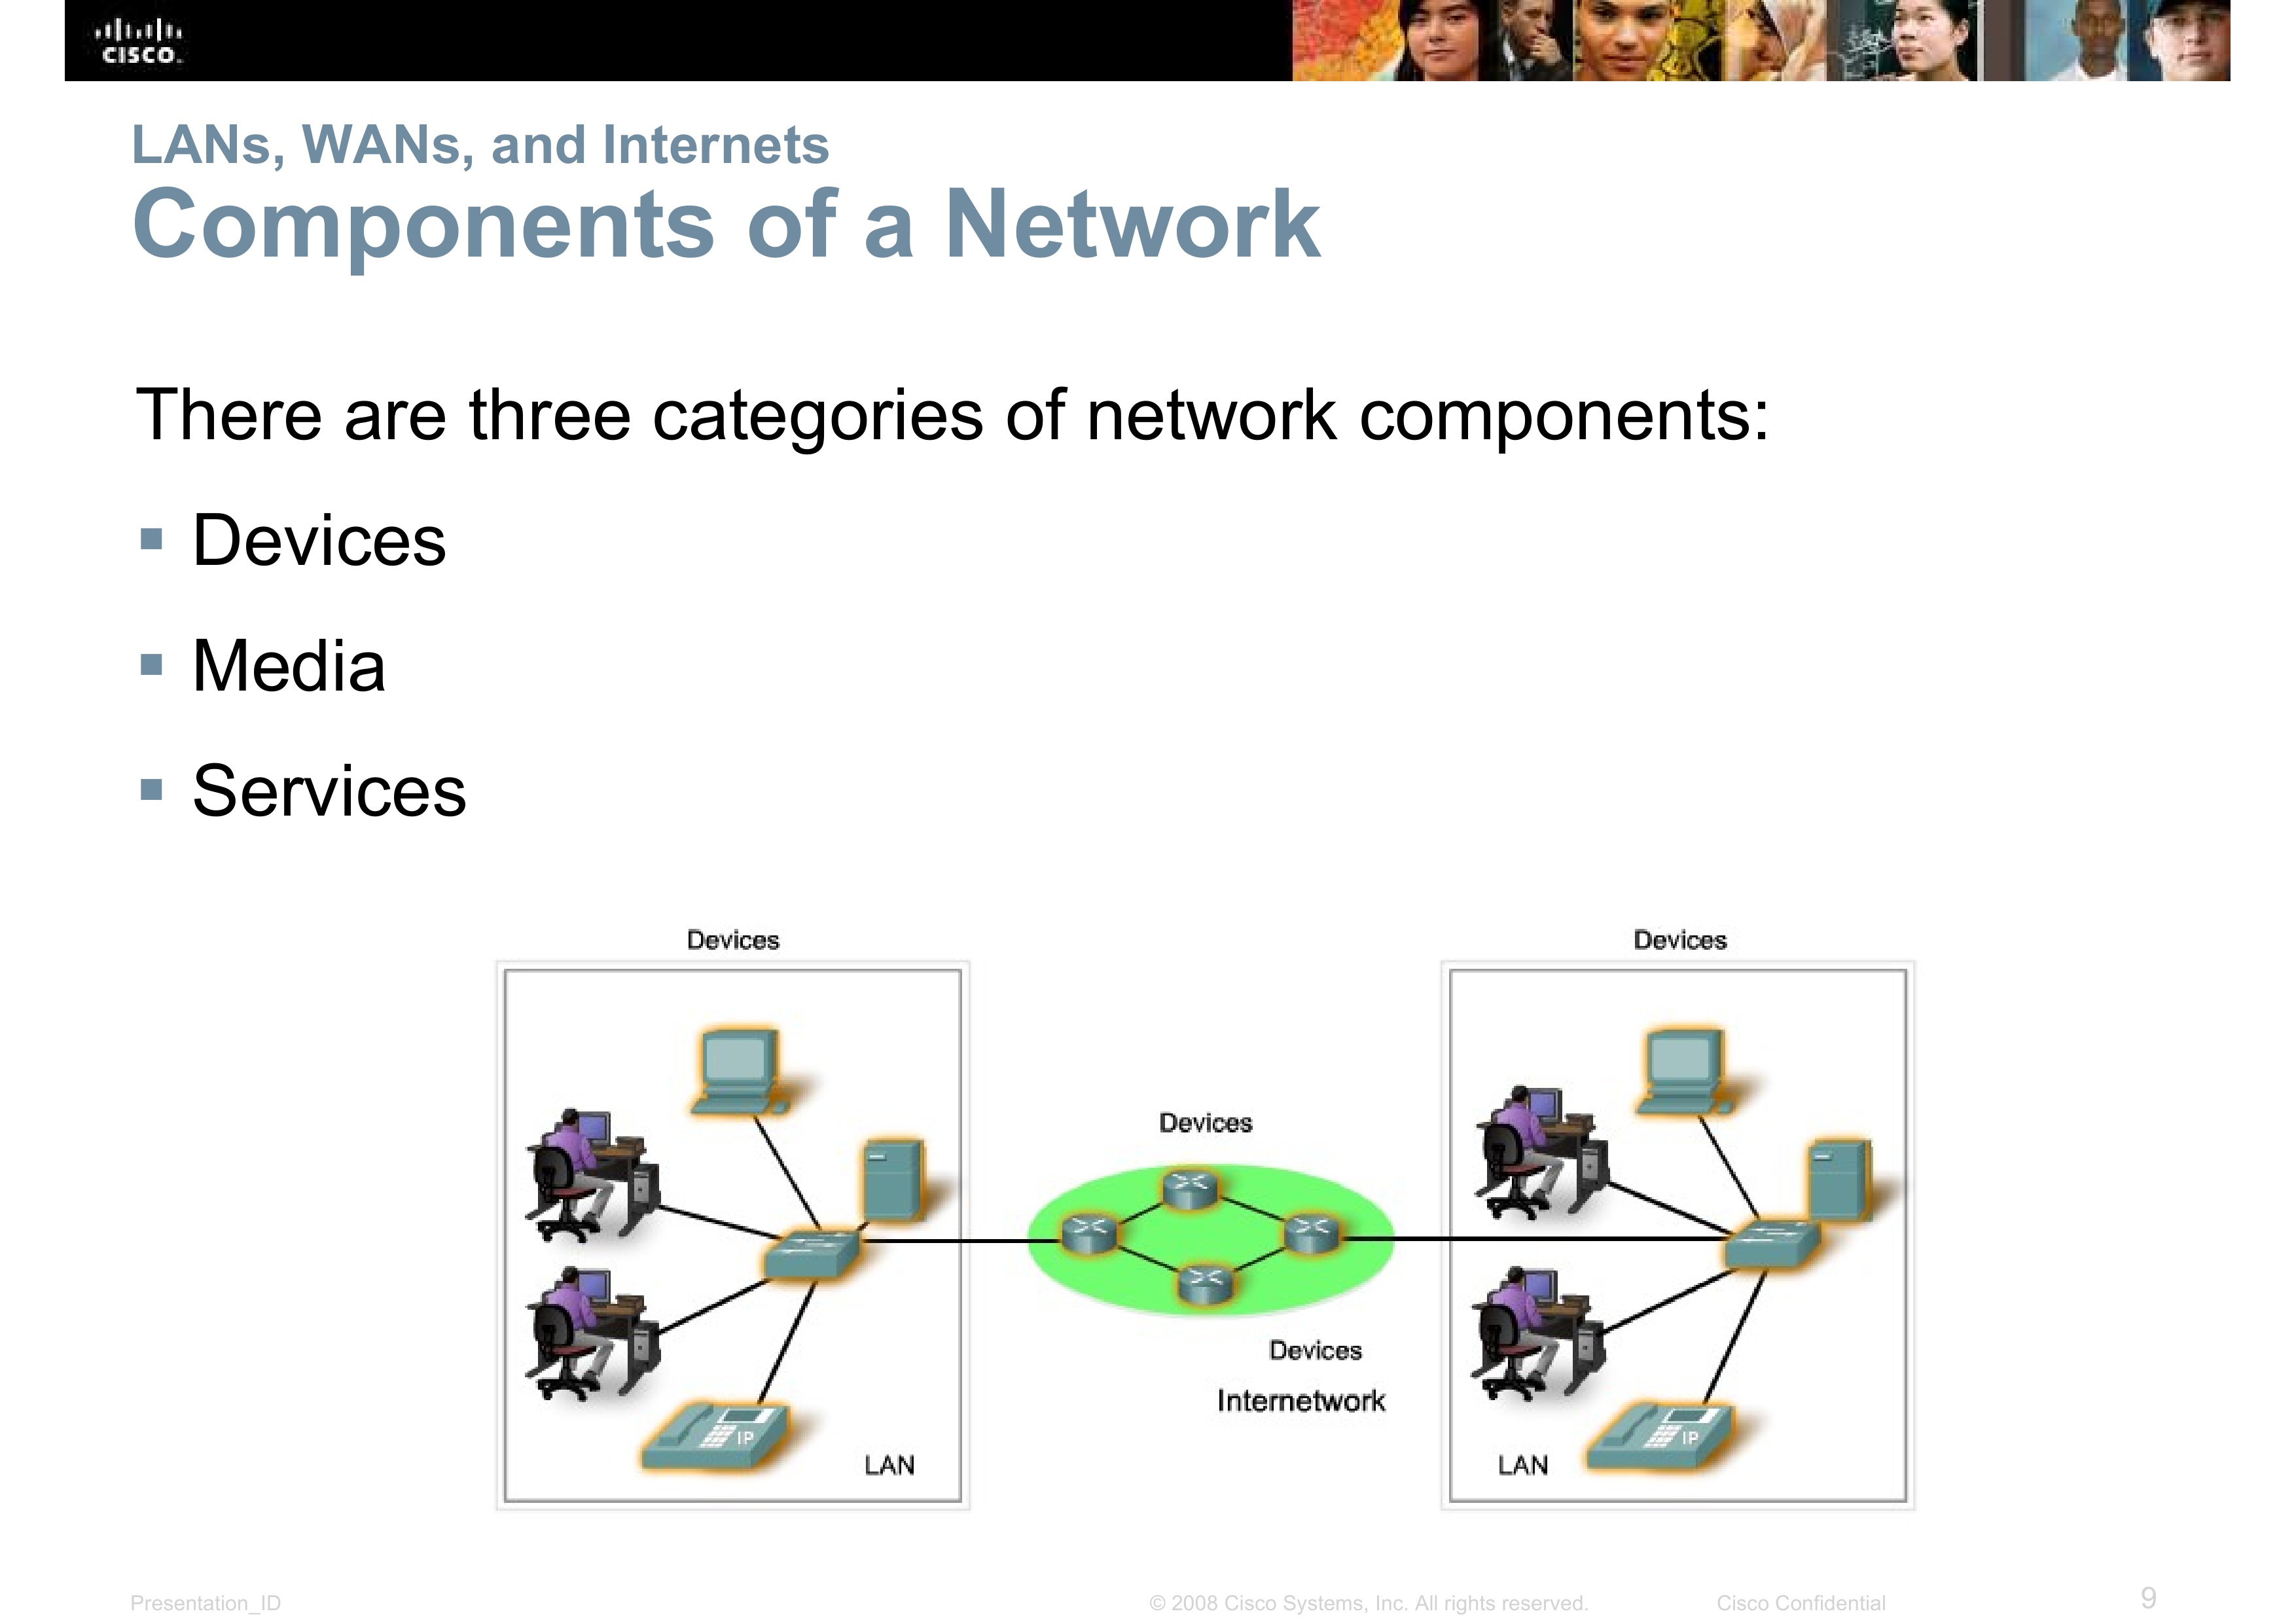 CISCO
LANs, WANs, and Internets
Components of a Network
There are three categories of network components:
▪ Devices
▪ Media
▪ Services
Devices
Devices
Devices
Devices
Internetwork
IP
LAN
LAN
IP
Presentation_ID
© 2008 Cisco Systems, Inc. All rights reserved.
Cisco Confidential
9